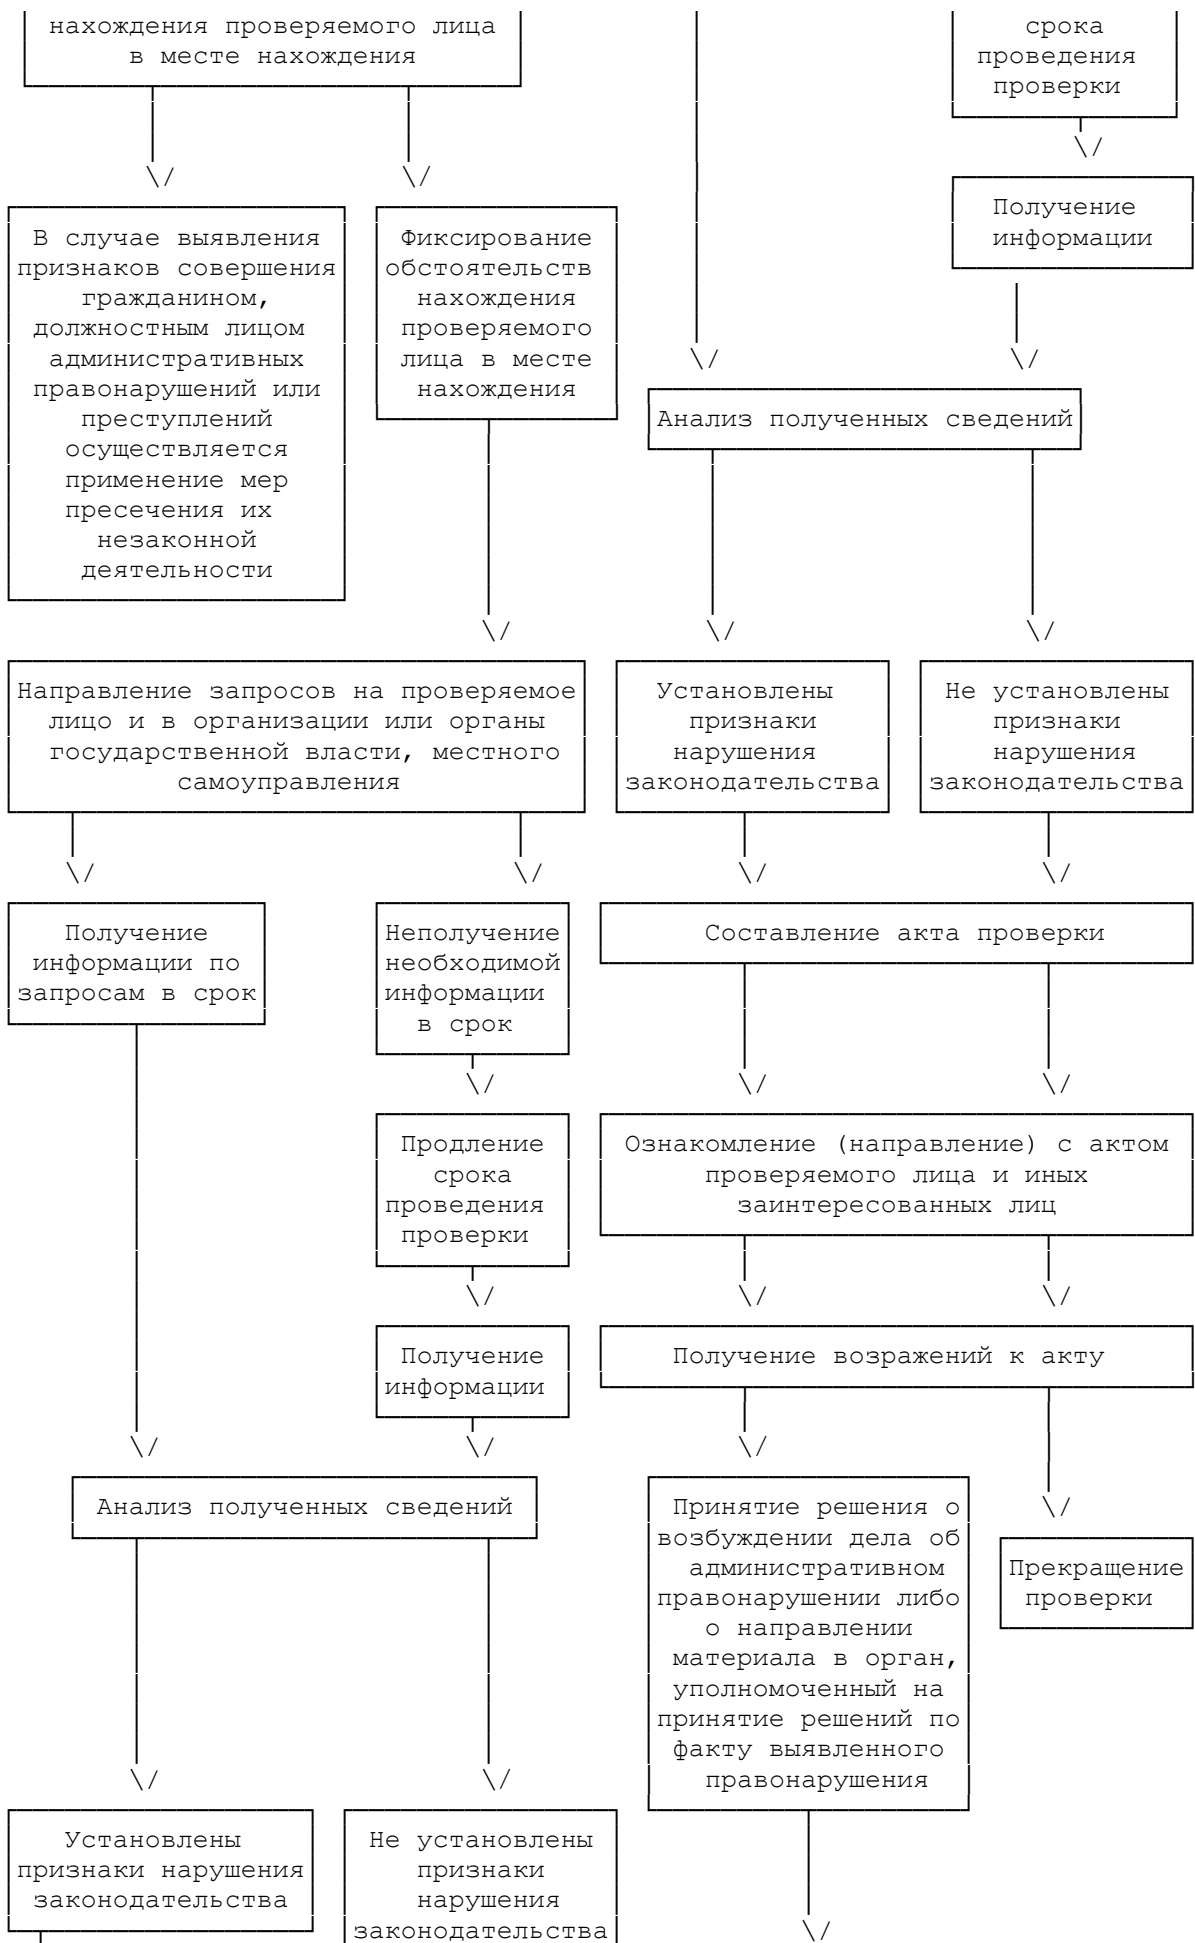 нахождения проверяемого лица
в месте нахождения
срока
проведения
проверки
Получение
информации
В случае выявления
признаков совершения
гражданином,
должностным лицом
административных
правонарушений или
преступлений
осуществляется
применение мер
пресечения их
незаконной
деятельности
Фиксирование
обстоятельств
нахождения
проверяемого
лица в месте
нахождения
Анализ полученных сведений
Направление запросов на проверяемое
лицо и в организации или органы
государственной власти, местного
самоуправления
Установлены
признаки
нарушения
законодательства
Не установлены
признаки
нарушения
законодательства
Получение
информации по
запросам в срок
Неполучение
необходимой
информации
в срок
Составление акта проверки
Продление
срока
проведения
проверки
Ознакомление (направление) с актом
проверяемого лица и иных
заинтересованных лиц
Получение
информации
Получение возражений к акту
Анализ полученных сведений
Принятие решения о
возбуждении дела об
административном
правонарушении либо
о направлении
материала в орган,
уполномоченный на
принятие решений по
факту выявленного
правонарушения
Прекращение
проверки
Установлены
признаки нарушения
законодательства
Не установлены
признаки
нарушения
законодательства